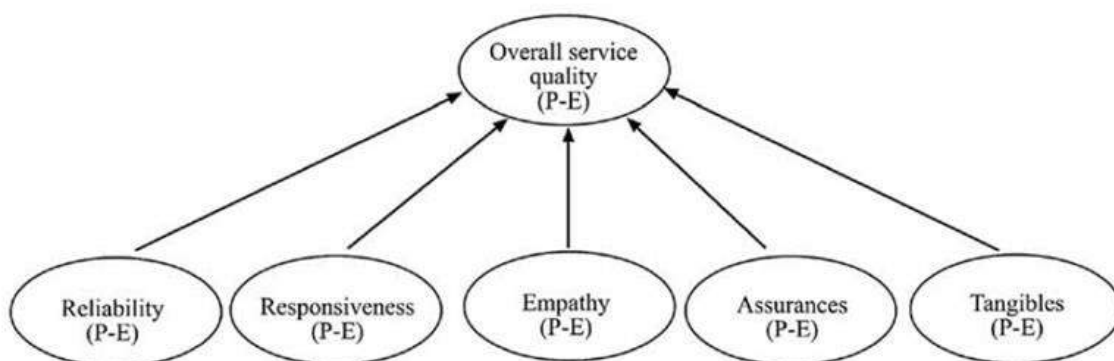 Overall service
quality
(P-E)
Reliability
(P-E)
Responsiveness
(P-E)
Empathy
(P-E)
Assurances
(P-E)
Tangibles
(P-E)